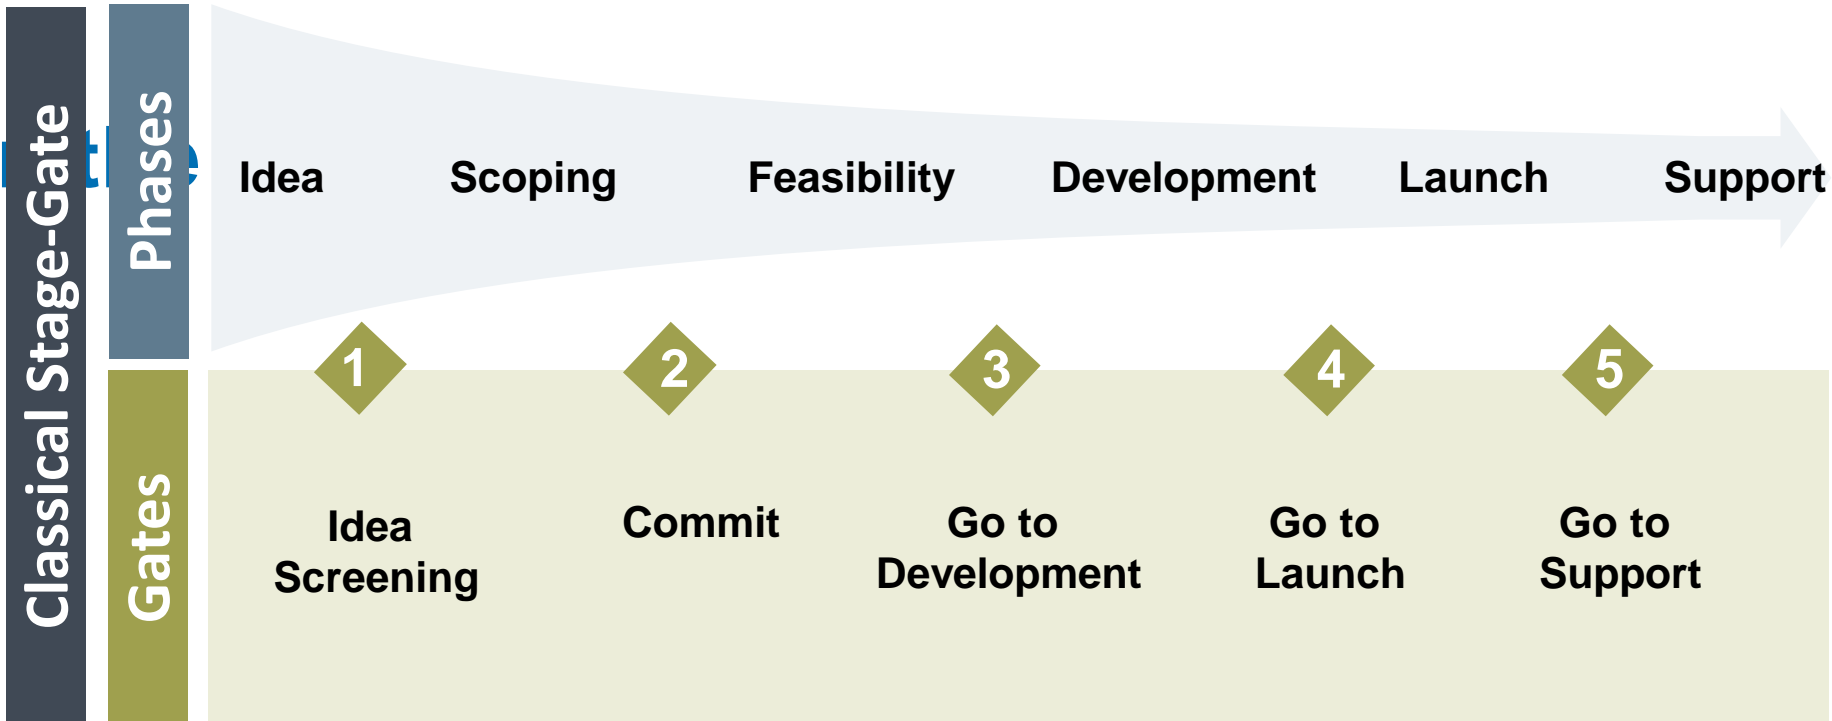 Classical Stage-Gate
Phases
Idea Scoping Feasibility Development Launch Support
1 2 3 4 5
Gates
Idea
Screening
Commit
Go to
Development
Go to
Launch
Go to
Support